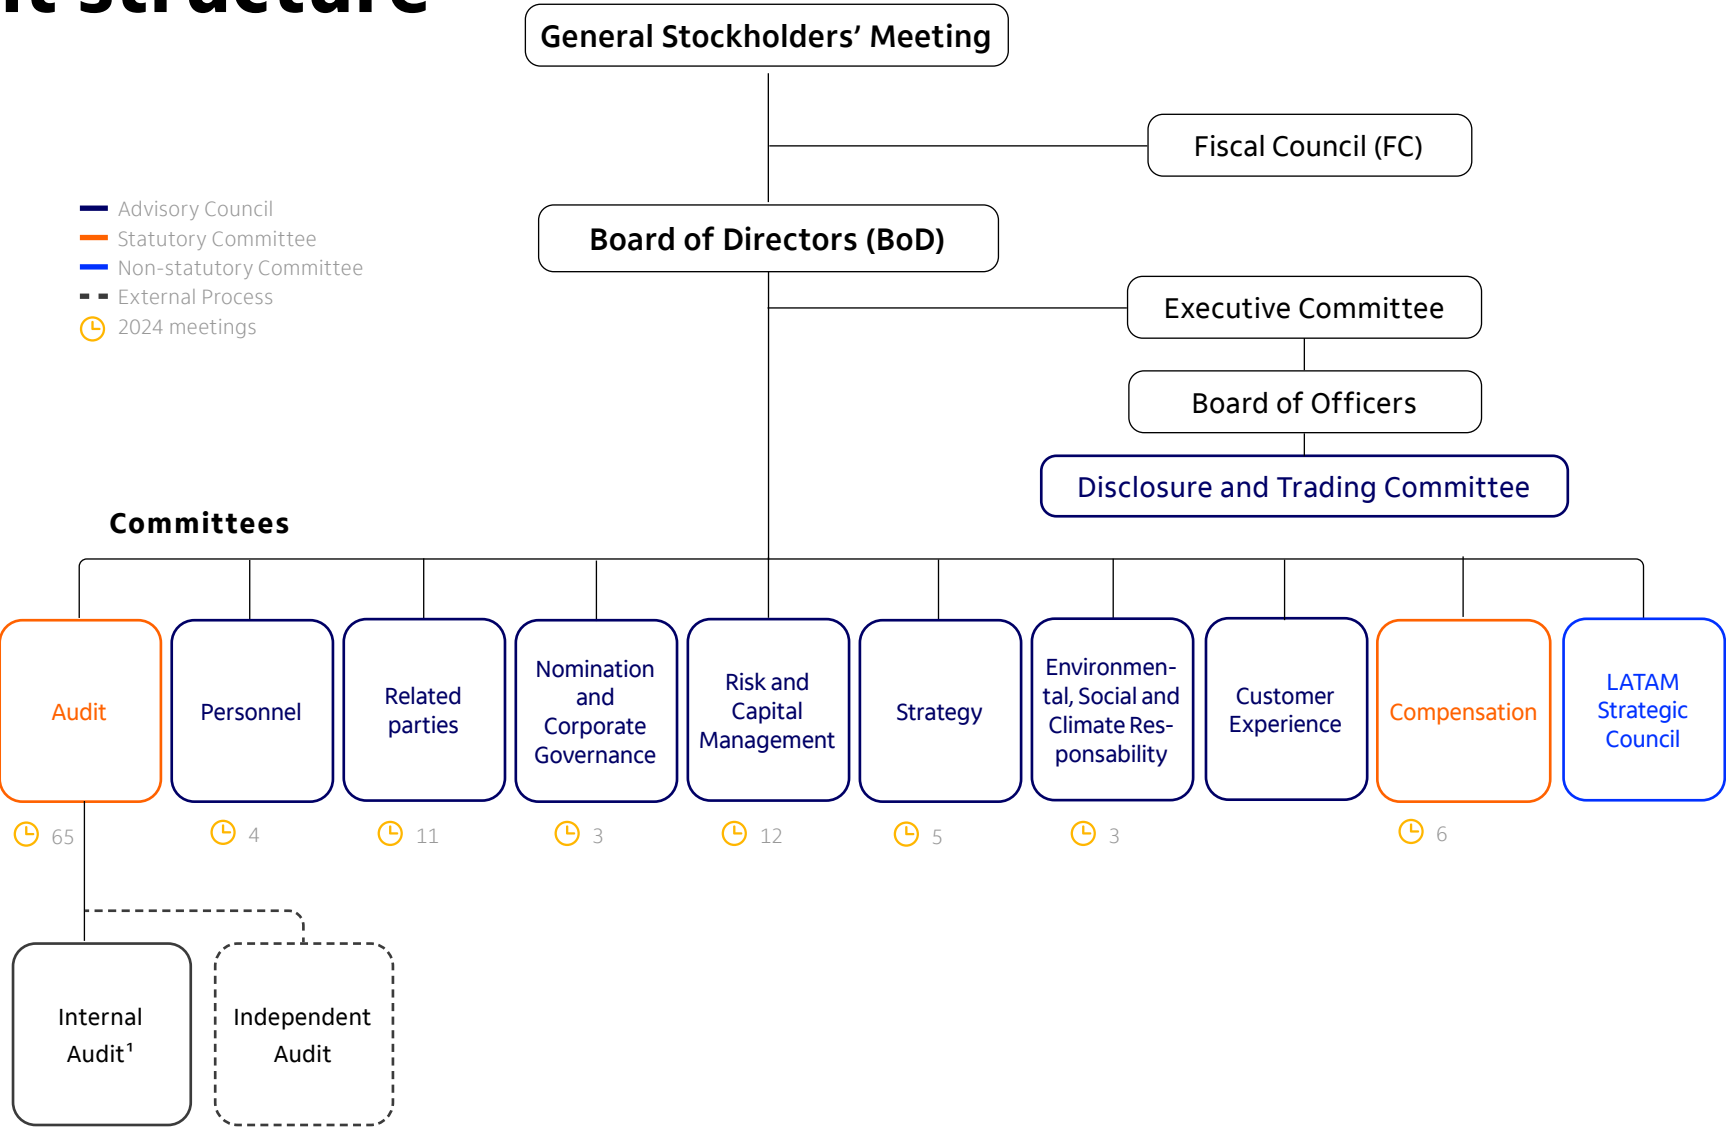 General Stockholders’ Meeting
Fiscal Council (FC)
Advisory Council
Statutory Committee
Non-statutory Committee
External Process
2024 meetings
Board of Directors (BoD)
Executive Committee
Board of Officers
Disclosure and Trading Committee
Committees
Audit
Personnel
Related
parties
Nomination
and
Corporate
Governance
Risk and
Capital
Management
Strategy
Environmen-
tal, Social and
Climate Res-
ponsability
Customer
Experience
Compensation
LATAM
Strategic
Council
65
4
11
3
12
5
3
6
Internal
Audit¹
Independent
Audit